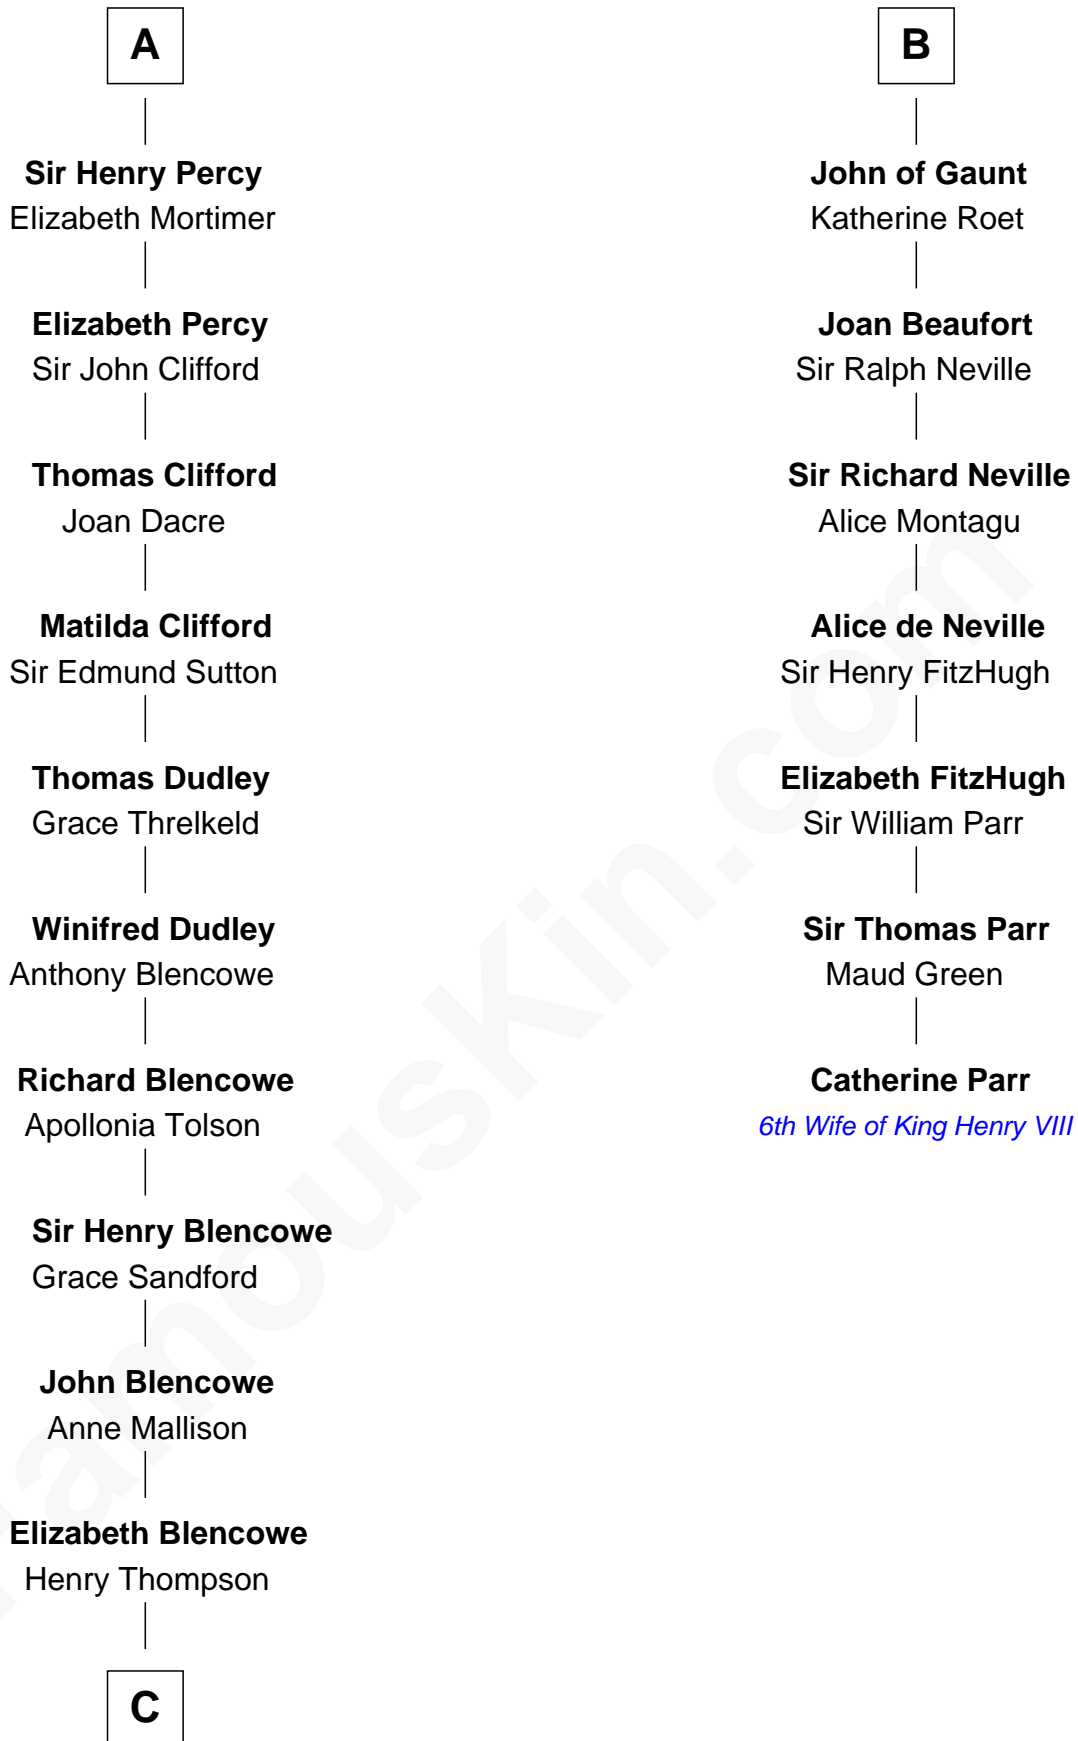 A
Sir Henry Percy
Elizabeth Mortimer
Elizabeth Percy
Sir John Clifford
Thomas Clifford
Joan Dacre
Matilda Clifford
Sir Edmund Sutton
Thomas Dudley
Grace Threlkeld
Winifred Dudley
Anthony Blencowe
Richard Blencowe
Apollonia Tolson
Sir Henry Blencowe
Grace Sandford
John Blencowe
Anne Mallison
Elizabeth Blencowe
Henry Thompson
C
B
John of Gaunt
Katherine Roet
Joan Beaufort
Sir Ralph Neville
Sir Richard Neville
Alice Montagu
Alice de Neville
Sir Henry FitzHugh
Elizabeth FitzHugh
Sir William Parr
Sir Thomas Parr
Maud Green
Catherine Parr
6th Wife of King Henry VIII
FamousKin.com